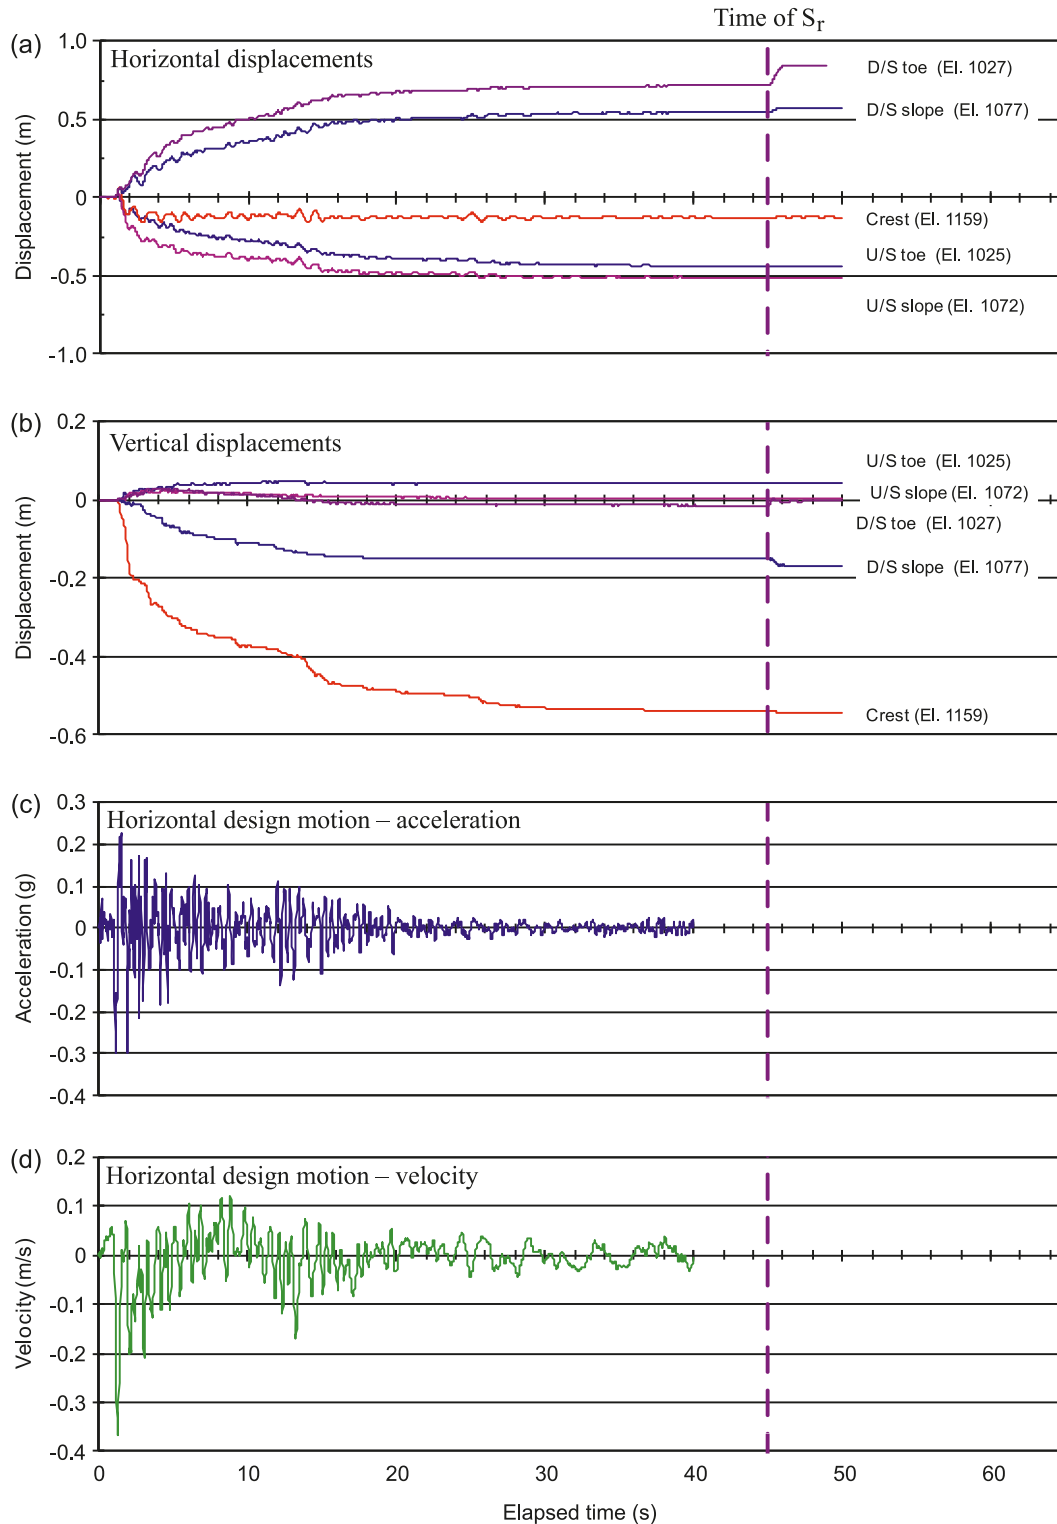 Time of Sr
(a)
1.0
Horizontal displacements
D/S toe (El. 1027)
0.5
D/S slope (El. 1077)
Displacement (m)
0
Crest (El. 1159)
U/S toe (El. 1025)
-0.5
U/S slope (El. 1072)
-1.0
(b)
0.2
Vertical displacements
U/S toe (El. 1025)
0
U/S slope (El. 1072)
Displacement (m)
D/S toe (El. 1027)
D/S slope (El. 1077)
-0.2
-0.4
Crest (El. 1159)
-0.6
(c)
0.3
Horizontal design motion – acceleration
0.2
0.1
Acceleration (g)
0
-0.1
-0.2
-0.3
-0.4
(d)
0.2
Horizontal design motion – velocity
0.1
Velocity (m/s)
0
-0.1
-0.2
-0.3
-0.4
0 10 20 30 40 50 60
Elapsed time (s)